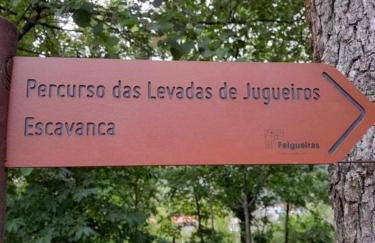 Percurso das Levadas de Jugueiros
Escavanca
Felgueiras